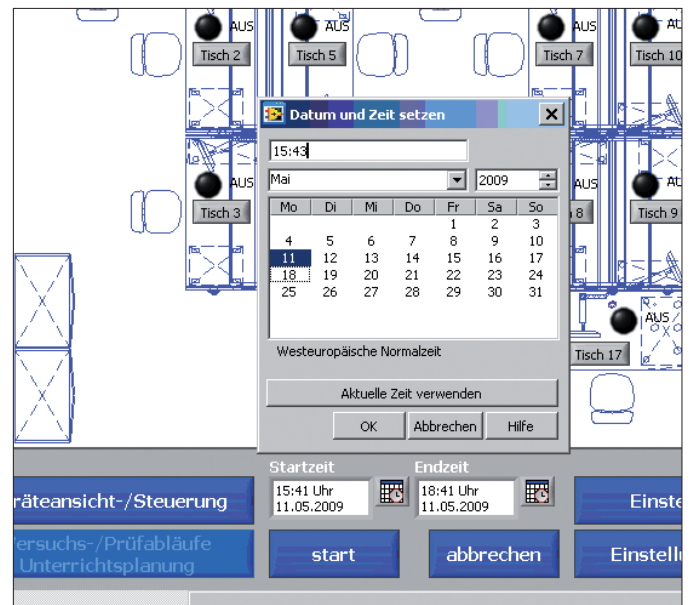 AUS
AUS
AUS
AUS
Tisch 2
Tisch 5
Tisch 7
Tisch 10
Datum und Zeit setzen
15:43
Mai
2009
Mo Di Mi Do Fr Sa So
1 2 3
4 5 6 7 8 9 10
11 12 13 14 15 16 17
18 19 20 21 22 23 24
25 26 27 28 29 30 31
Westeuropäische Normalzeit
Aktuelle Zeit verwenden
OK
Abbrechen
Hilfe
AUS
AUS
AU
Tisch 3
8
Tisch 9
AUS
Tisch 17
Startzeit
Endzeit
räteansicht-/Steuerung
15:41 Uhr
11.05.2009
18:41 Uhr
11.05.2009
Einste
ersuchs-/Prüfabläufe
Unterrichtsplanung
start
abbrechen
Einstell